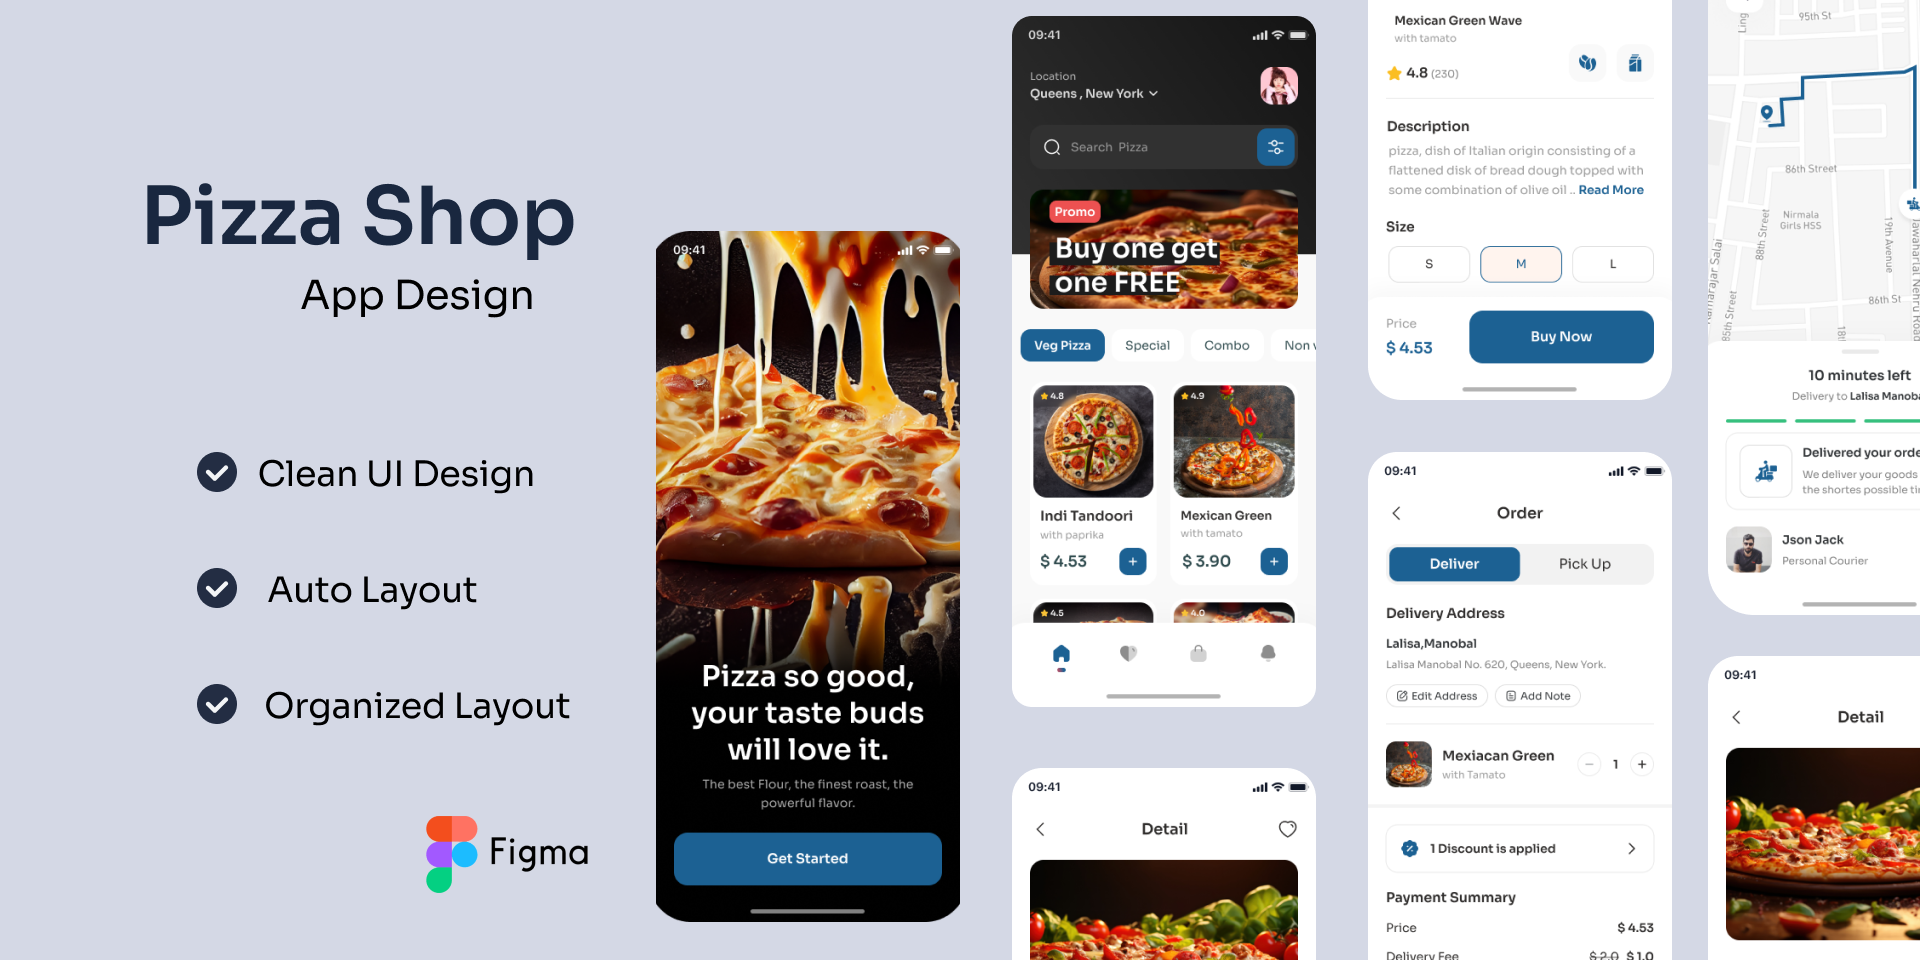 Pizza Shop
App Design
Clean UI Design
Auto Layout
Organized Layout
Figma
09:41
Pizza so good,
your taste buds
will love it.
The best Flour, the finest roast, the
powerful flavor.
Get Started
09:41
Location
Queens , New York
Search Pizza
Promo
Buy one get
one FREE
Veg Pizza
Special
Combo
Non
4.8
Indi Tandoori
with paprika
$ 4.53
+
4.9
Mexican Green
with tamato
$ 3.90
+
4.5
4.0
09:41
Detail
Mexican Green Wave
with tamato
4.8 (230)
Description
pizza, dish of Italian origin consisting of a
flattened disk of bread dough topped with
some combination of olive oil .. Read More
Size
S
M
L
Price
$ 4.53
Buy Now
09:41
Order
Deliver
Pick Up
Delivery Address
Lalisa,Manobal
Lalisa Manobal No. 620, Queens, New York.
Edit Address
Add Note
Mexiacan Green
with Tamato
− 1 +
1 Discount is applied
Payment Summary
Price
$ 4.53
Delivery Fee
$ 2.0 $ 1.0
Ling
95th St
86th Street
Nirmala
Girls HSS
88th Street
19th Avenue
86th St
85th Street
Salai
18th
Jawaharlal Nehru Road
10 minutes left
Delivery to Lalisa Manoba
Delivered your orde
We deliver your goods
the shortes possible ti
Json Jack
Personal Courier
09:41
Detail